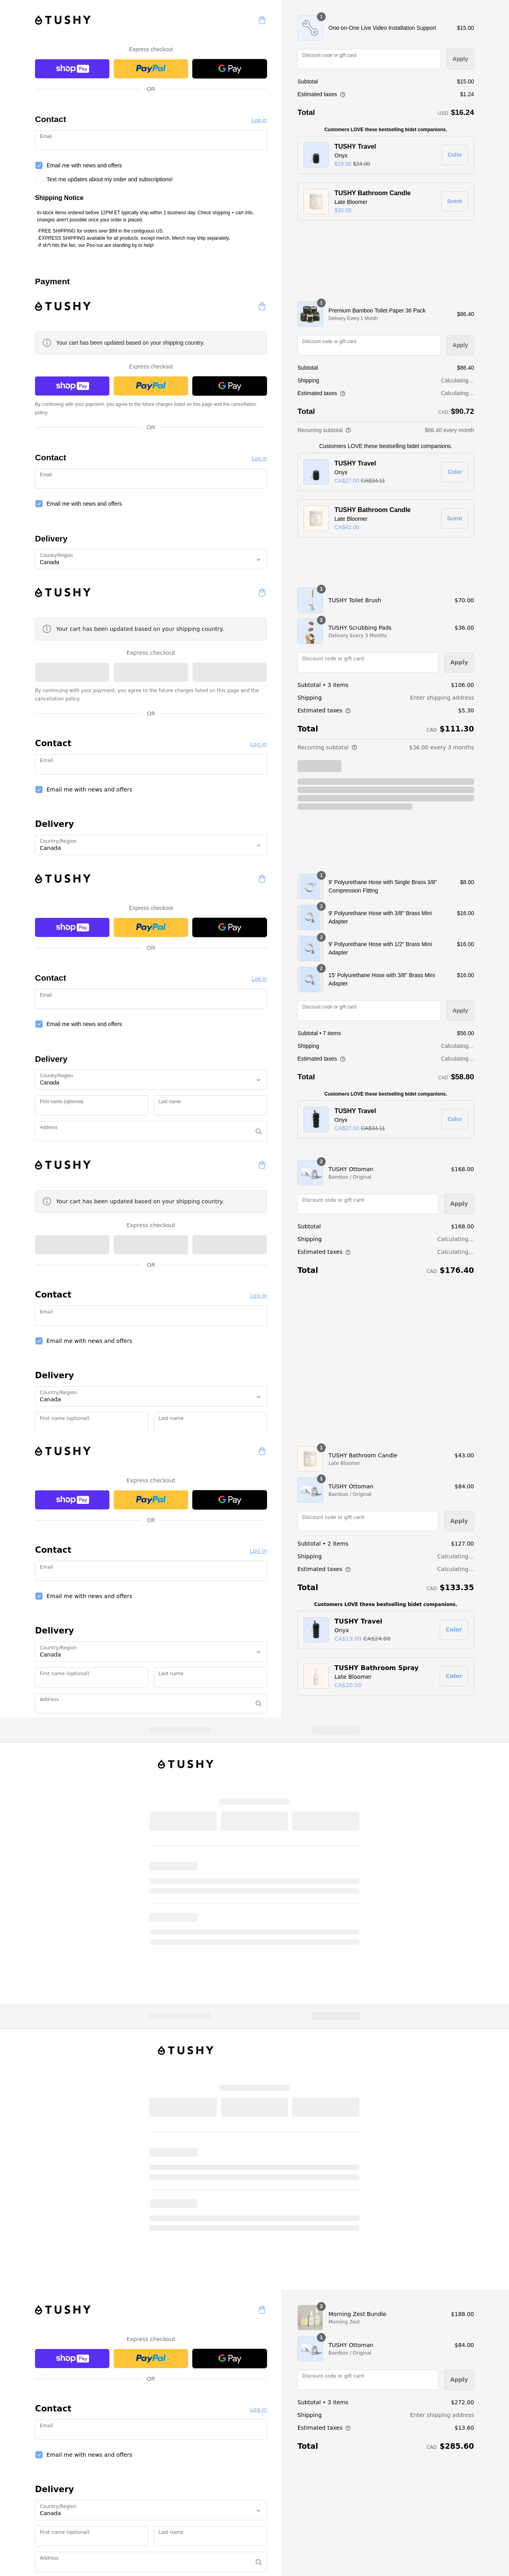 TUSHY
Express checkout
shop Pay
PayPal
G Pay
OR
Contact
Log in
Email
Email me with news and offers
Text me updates about my order and subscriptions!
Shipping Notice
In-stock items ordered before 12PM ET typically ship within 1 business day. Check shipping + cart info,
changes aren't possible once your order is placed.
-FREE SHIPPING for orders over $99 in the contiguous US.
-EXPRESS SHIPPING available for all products, except merch. Merch may ship separately.
-If sh*t hits the fan, our Poo-rus are standing by to help!
Payment
1
One-on-One Live Video Installation Support
$15.00
Discount code or gift card
Apply
Subtotal
$15.00
Estimated taxes
$1.24
Total
USD $16.24
Customers LOVE these bestselling bidet companions.
TUSHY Travel
Onyx
$19.00 $24.00
Color
TUSHY Bathroom Candle
Late Bloomer
$30.00
Scent
TUSHY
Your cart has been updated based on your shipping country.
Express checkout
shop Pay
PayPal
G Pay
By continuing with your payment, you agree to the future charges listed on this page and the cancellation
policy.
OR
Contact
Log in
Email
Email me with news and offers
Delivery
Country/Region
Canada
1
Premium Bamboo Toilet Paper 36 Pack
Delivery Every 1 Month
$86.40
Discount code or gift card
Apply
Subtotal
$86.40
Shipping
Calculating...
Estimated taxes
Calculating...
Total
CAD $90.72
Recurring subtotal
$86.40 every month
Customers LOVE these bestselling bidet companions.
TUSHY Travel
Onyx
CA$27.00 CA$34.11
Color
TUSHY Bathroom Candle
Late Bloomer
CA$42.00
Scent
TUSHY
Your cart has been updated based on your shipping country.
Express checkout
By continuing with your payment, you agree to the future charges listed on this page and the
cancellation policy.
OR
Contact
Log in
Email
Email me with news and offers
Delivery
Country/Region
Canada
1
TUSHY Toilet Brush
$70.00
2
TUSHY Scrubbing Pads
Delivery Every 3 Months
$36.00
Discount code or gift card
Apply
Subtotal • 3 items
$106.00
Shipping
Enter shipping address
Estimated taxes
$5.30
Total
CAD $111.30
Recurring subtotal
$36.00 every 3 months
TUSHY
Express checkout
shop Pay
PayPal
G Pay
OR
Contact
Log in
Email
Email me with news and offers
Delivery
Country/Region
Canada
First name (optional)
Last name
Address
1
9' Polyurethane Hose with Single Brass 3/8"
Compression Fitting
$8.00
2
9' Polyurethane Hose with 3/8" Brass Mini
Adapter
$16.00
2
9' Polyurethane Hose with 1/2" Brass Mini
Adapter
$16.00
2
15' Polyurethane Hose with 3/8" Brass Mini
Adapter
$16.00
Discount code or gift card
Apply
Subtotal • 7 items
$56.00
Shipping
Calculating...
Estimated taxes
Calculating...
Total
CAD $58.80
Customers LOVE these bestselling bidet companions.
TUSHY Travel
Onyx
CA$27.00 CA$34.11
Color
TUSHY
Your cart has been updated based on your shipping country.
Express checkout
OR
Contact
Log in
Email
Email me with news and offers
Delivery
Country/Region
Canada
First name (optional)
Last name
2
TUSHY Ottoman
Bamboo / Original
$168.00
Discount code or gift card
Apply
Subtotal
$168.00
Shipping
Calculating...
Estimated taxes
Calculating...
Total
CAD $176.40
TUSHY
Express checkout
shop Pay
PayPal
G Pay
OR
Contact
Log in
Email
Email me with news and offers
Delivery
Country/Region
Canada
First name (optional)
Last name
Address
1
TUSHY Bathroom Candle
Late Bloomer
$43.00
1
TUSHY Ottoman
Bamboo / Original
$84.00
Discount code or gift card
Apply
Subtotal • 2 items
$127.00
Shipping
Calculating...
Estimated taxes
Calculating...
Total
CAD $133.35
Customers LOVE these bestselling bidet companions.
TUSHY Travel
Onyx
CA$19.00 CA$24.00
Color
TUSHY Bathroom Spray
Late Bloomer
CA$20.00
Color
TUSHY
TUSHY
TUSHY
Express checkout
shop Pay
PayPal
G Pay
OR
Contact
Log in
Email
Email me with news and offers
Delivery
Country/Region
Canada
First name (optional)
Last name
Address
2
Morning Zest Bundle
Morning Zest
$188.00
1
TUSHY Ottoman
Bamboo / Original
$84.00
Discount code or gift card
Apply
Subtotal • 3 items
$272.00
Shipping
Enter shipping address
Estimated taxes
$13.60
Total
CAD $285.60